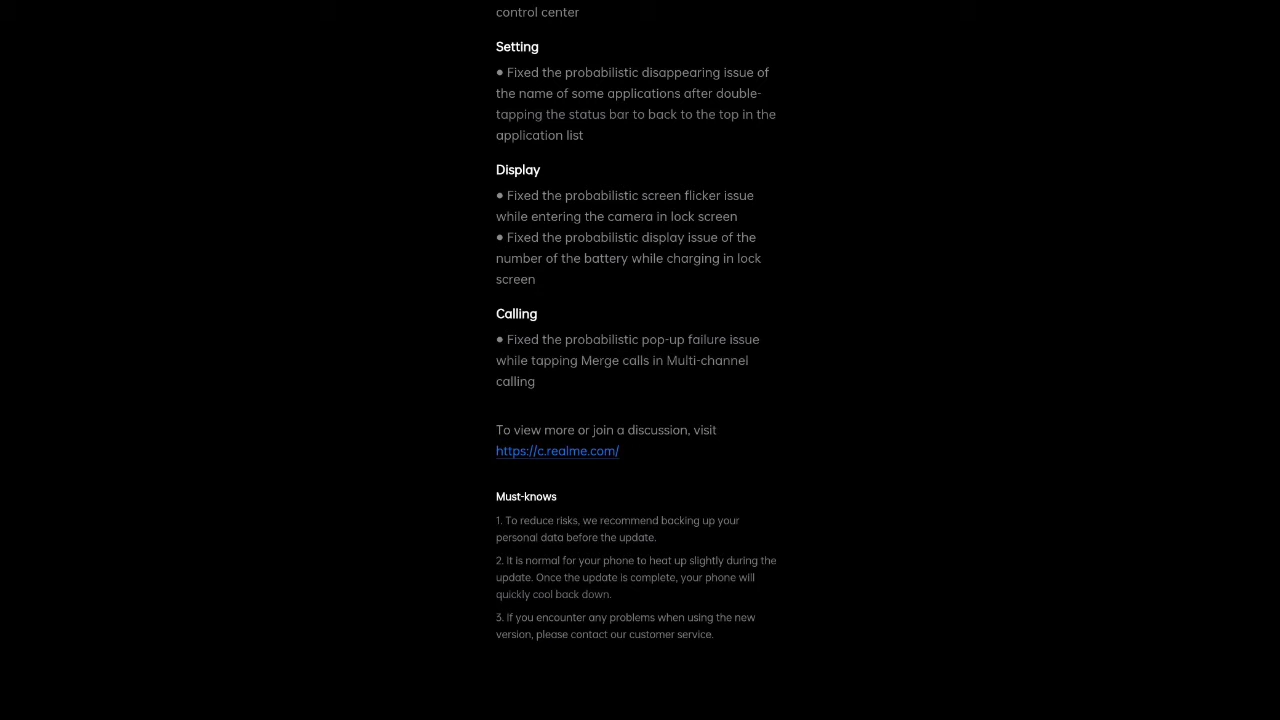 control center
Setting
● Fixed the probabilistic disappearing issue of
the name of some applications after double-
tapping the status bar to back to the top in the
application list
Display
● Fixed the probabilistic screen flicker issue
while entering the camera in lock screen
● Fixed the probabilistic display issue of the
number of the battery while charging in lock
screen
Calling
● Fixed the probabilistic pop-up failure issue
while tapping Merge calls in Multi-channel
calling
To view more or join a discussion, visit
https://c.realme.com/
Must-knows
1. To reduce risks, we recommend backing up your
personal data before the update.
2. It is normal for your phone to heat up slightly during the
update. Once the update is complete, your phone will
quickly cool back down.
3. If you encounter any problems when using the new
version, please contact our customer service.